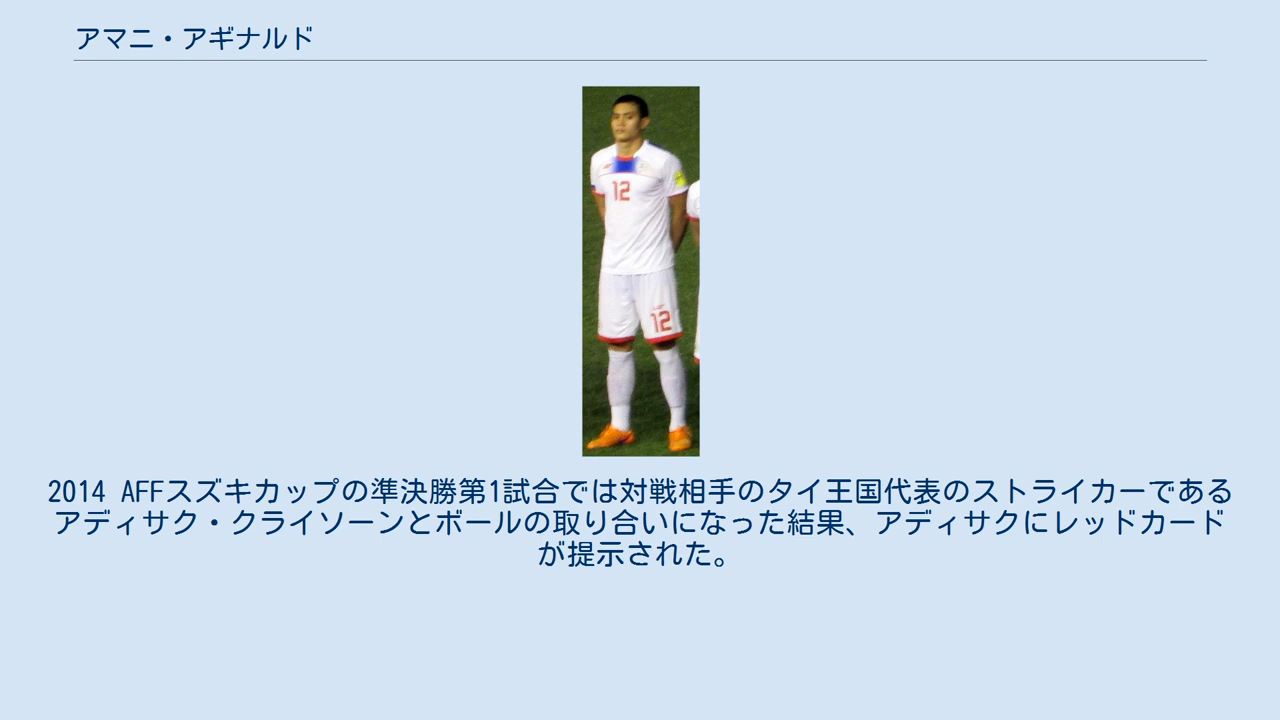 アマニ・アギナルド
12
12
2014 AFFスズキカップの準決勝第1試合では対戦相手のタイ王国代表のストライカーである
アディサク・クライソーンとボールの取り合いになった結果、アディサクにレッドカード
が提示された。